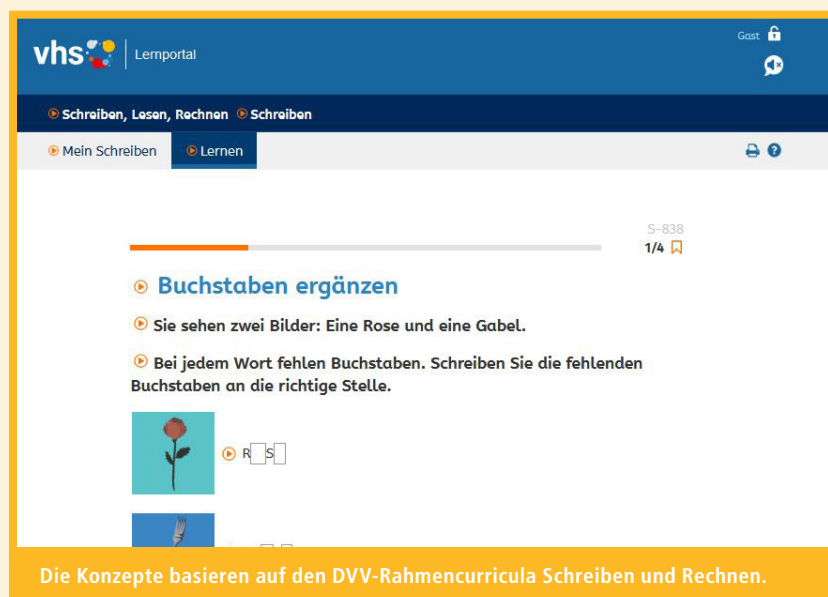 vhs Lernportal
Gast
Schreiben, Lesen, Rechnen Schreiben
Mein Schreiben Lernen
S-838
1/4
Buchstaben ergänzen
Sie sehen zwei Bilder: Eine Rose und eine Gabel.
Bei jedem Wort fehlen Buchstaben. Schreiben Sie die fehlenden
Buchstaben an die richtige Stelle.
R S
Die Konzepte basieren auf den DVV-Rahmencurricula Schreiben und Rechnen.